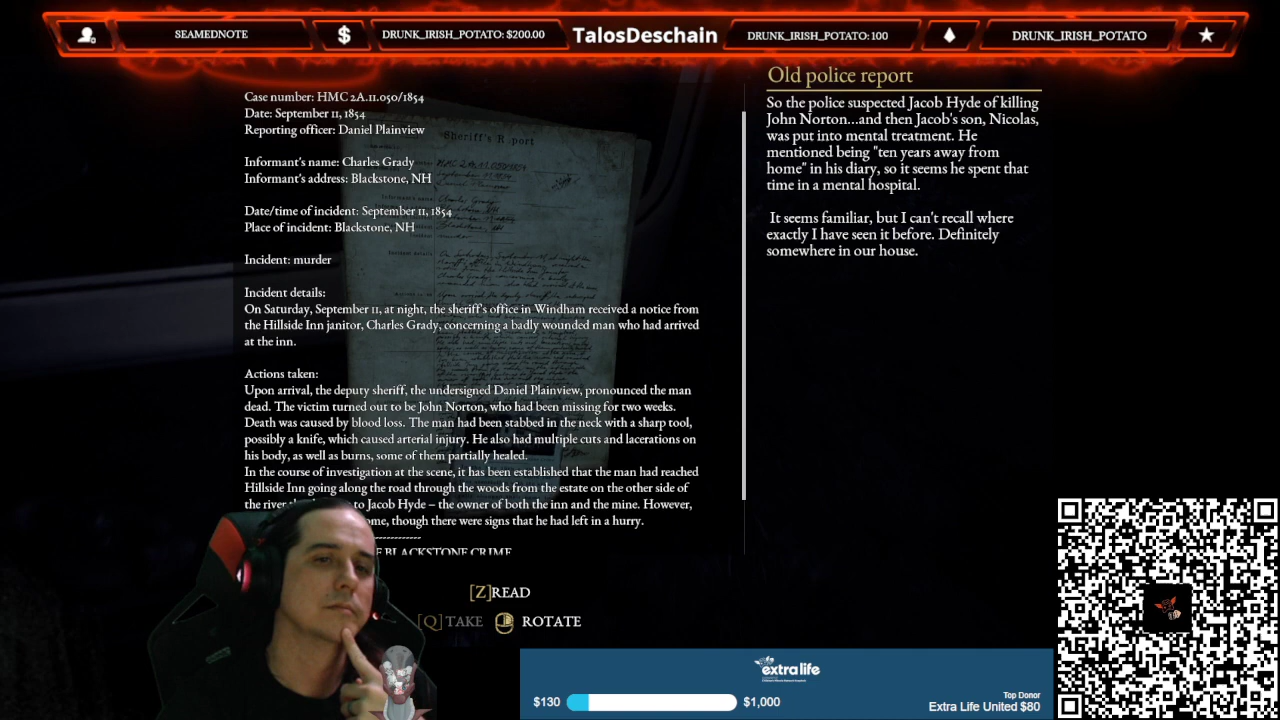 SEAMEDNOTE
$
DRUNK_IRISH_POTATO: $200.00
TalosDeschain
DRUNK_IRISH_POTATO: 100
DRUNK_IRISH_POTATO
Case number: HMC 2A.11.050/1854
Date: September 11, 1854
Reporting officer: Daniel Plainview
Informant's name: Charles Grady
Informant's address: Blackstone, NH
Date/time of incident: September 11, 1854
Place of incident: Blackstone, NH
Incident: murder
Incident details:
On Saturday, September 11, at night, the sheriff's office in Windham received a notice from
the Hillside Inn janitor, Charles Grady, concerning a badly wounded man who had arrived
at the inn.
Actions taken:
Upon arrival, the deputy sheriff, the undersigned Daniel Plainview, pronounced the man
dead. The victim turned out to be John Norton, who had been missing for two weeks.
Death was caused by blood loss. The man had been stabbed in the neck with a sharp tool,
possibly a knife, which caused arterial injury. He also had multiple cuts and lacerations on
his body, as well as burns, some of them partially healed.
In the course of investigation at the scene, it has been established that the man had reached
Hillside Inn going along the road through the woods from the estate on the other side of
the river to Jacob Hyde – the owner of both the inn and the mine. However,
though there were signs that he had left in a hurry.
BLACKSTONE CRIME
Old police report
So the police suspected Jacob Hyde of killing
John Norton...and then Jacob's son, Nicolas,
was put into mental treatment. He
mentioned being "ten years away from
home" in his diary, so it seems he spent that
time in a mental hospital.
It seems familiar, but I can't recall where
exactly I have seen it before. Definitely
somewhere in our house.
[Z]READ
[Q] TAKE ROTATE
extra life
$130 $1,000
Top Donor
Extra Life United $80